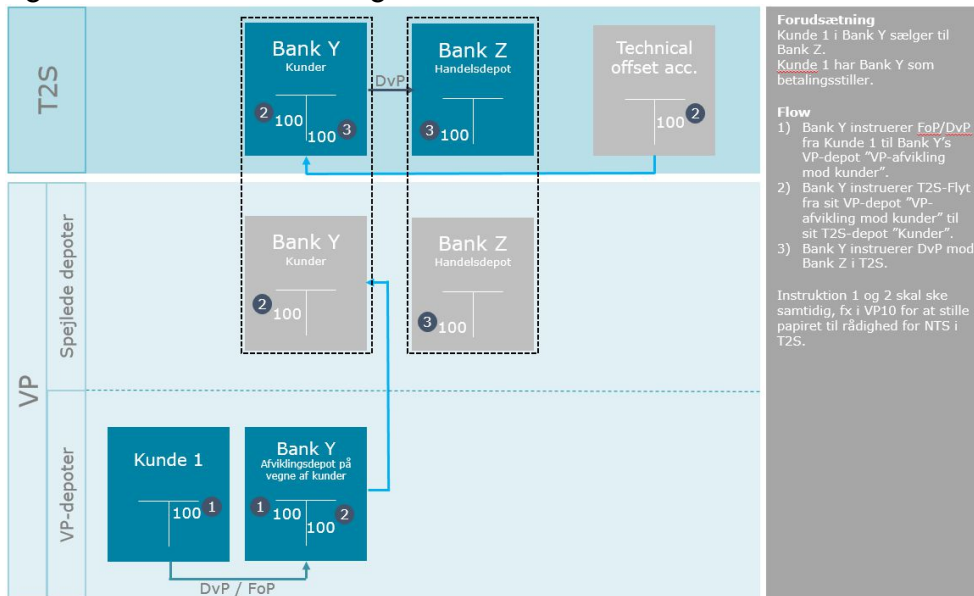 T2S
Bank Y
Kunder
2
100
100
3
DvP
Bank Z
Handelsdepot
3
100
Technical
offset acc.
100
2
VP
Spejlede depoter
Bank Y
Kunder
2
100
Bank Z
Handelsdepot
3
100
VP-depoter
Kunde 1
100
1
Bank Y
Afviklingsdepot på
vegne af kunder
1
100
100
2
DvP / FoP
Forudsætning
Kunde 1 i Bank Y sælger til
Bank Z.
Kunde 1 har Bank Y som
betalingsstiller.
Flow
1) Bank Y instruerer FoP/DvP
fra Kunde 1 til Bank Y's
VP-depot "VP-afvikling
mod kunder".
2) Bank Y instruerer T2S-Flyt
fra sit VP-depot "VP-
afvikling mod kunder" til
sit T2S-depot "Kunder".
3) Bank Y instruerer DvP mod
Bank Z i T2S.
Instruktion 1 og 2 skal ske
samtidig, fx i VP10 for at stille
papiret til rådighed for NTS i
T2S.